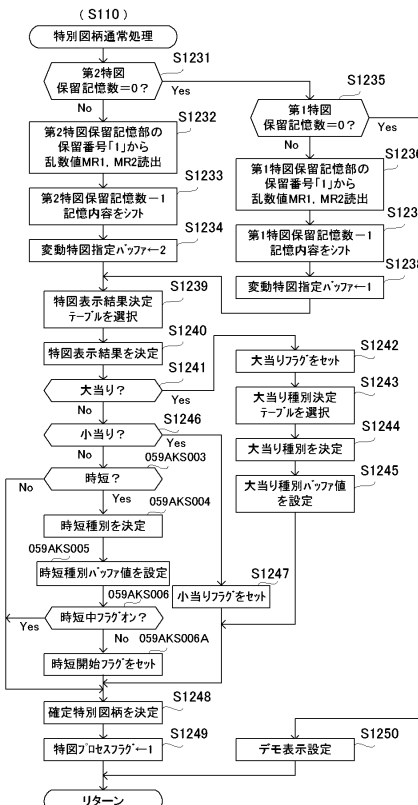 (S110)
特別図柄通常処理
S1231
第2特図
保留記憶数=0?
No
Yes
S1232
第2特図保留記憶部の
保留番号「1」から
乱数値MR1, MR2読出
S1233
第2特図保留記憶数−1
記憶内容をシフト
S1234
変動特図指定バッファ←2
S1235
第1特図
保留記憶数=0?
No
Yes
S1236
第1特図保留記憶部の
保留番号「1」から
乱数値MR1, MR2読出
第1特図保留記憶数−1
記憶内容をシフト
変動特図指定バッファ←1
S1239
特図表示結果決定
テーブルを選択
S1240
特図表示結果を決定
S1241
大当り?
No
Yes
S1242
大当りフラグをセット
S1243
大当り種別決定
テーブルを選択
S1244
大当り種別を決定
S1245
大当り種別バッファ値
を設定
S1246
小当り?
No
Yes
S1247
小当りフラグをセット
059AKS003
時短?
No
Yes
059AKS004
時短種別を決定
059AKS005
時短種別バッファ値を設定
059AKS006
時短中フラグオン?
Yes
No
059AKS006A
時短開始フラグをセット
S1248
確定特別図柄を決定
S1249
特図プロセスフラグ←1
S1250
デモ表示設定
リターン